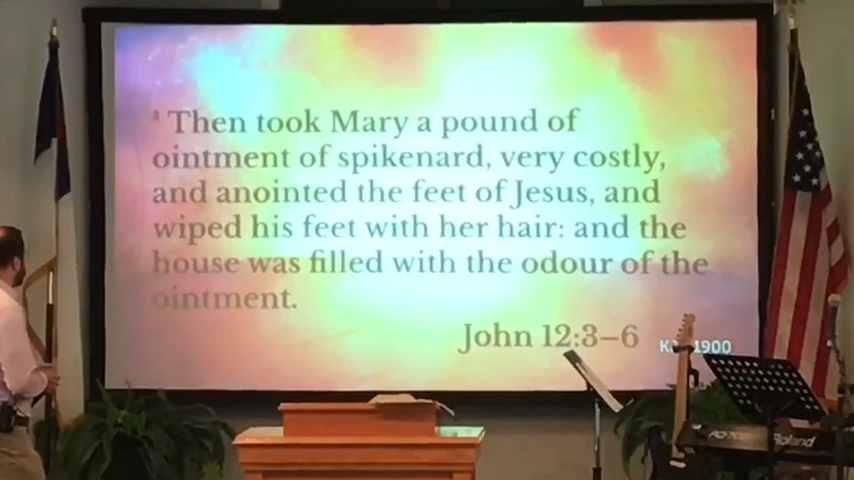 3 Then took Mary a pound of
ointment of spikenard, very costly,
and anointed the feet of Jesus, and
wiped his feet with her hair: and the
house was filled with the odour of the
ointment.
John 12:3–6
1900
Roland